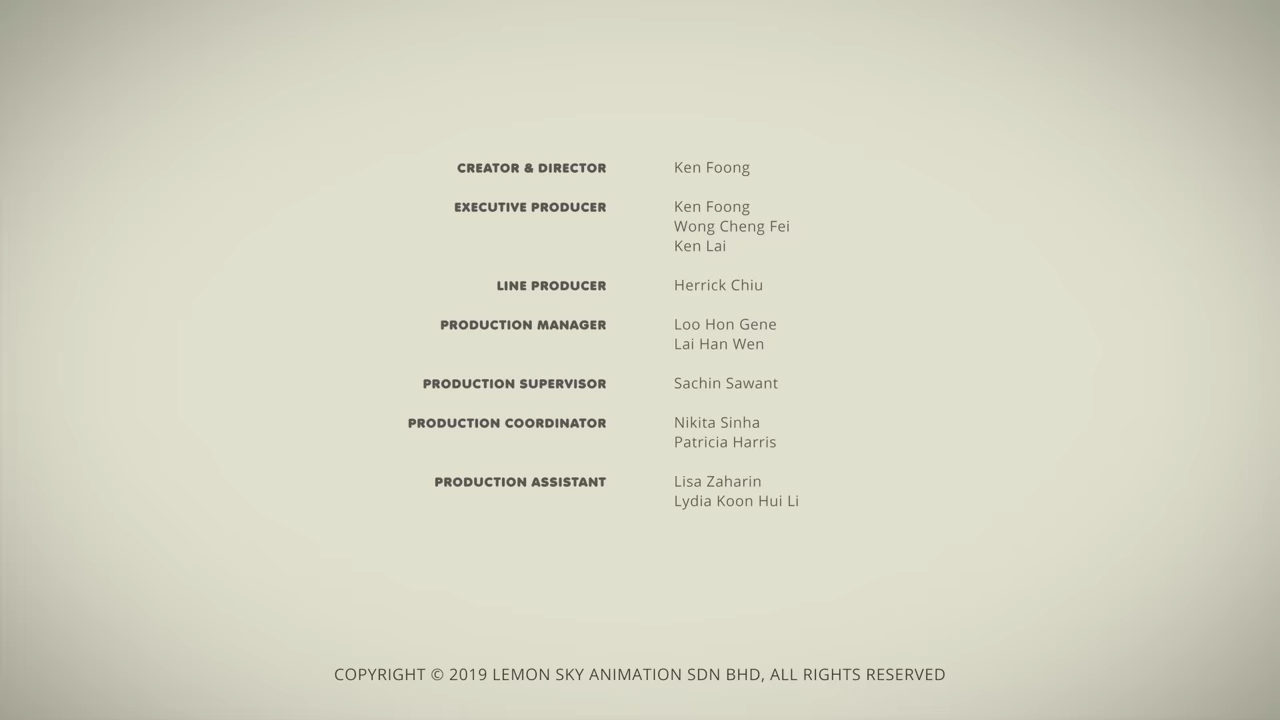 CREATOR & DIRECTOR Ken Foong
EXECUTIVE PRODUCER Ken Foong
Wong Cheng Fei
Ken Lai
LINE PRODUCER Herrick Chiu
PRODUCTION MANAGER Loo Hon Gene
Lai Han Wen
PRODUCTION SUPERVISOR Sachin Sawant
PRODUCTION COORDINATOR Nikita Sinha
Patricia Harris
PRODUCTION ASSISTANT Lisa Zaharin
Lydia Koon Hui Li
COPYRIGHT © 2019 LEMON SKY ANIMATION SDN BHD, ALL RIGHTS RESERVED